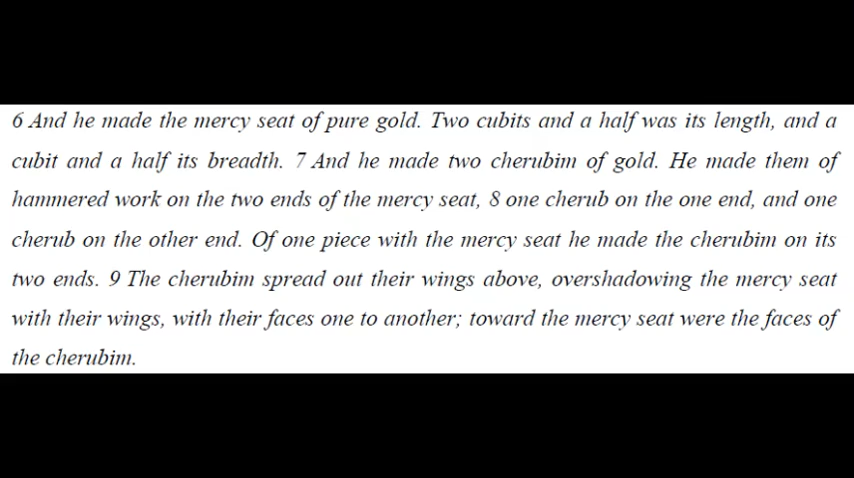 6 And he made the mercy seat of pure gold. Two cubits and a half was its length, and a
cubit and a half its breadth. 7 And he made two cherubim of gold. He made them of
hammered work on the two ends of the mercy seat, 8 one cherub on the one end, and one
cherub on the other end. Of one piece with the mercy seat he made the cherubim on its
two ends. 9 The cherubim spread out their wings above, overshadowing the mercy seat
with their wings, with their faces one to another; toward the mercy seat were the faces of
the cherubim.